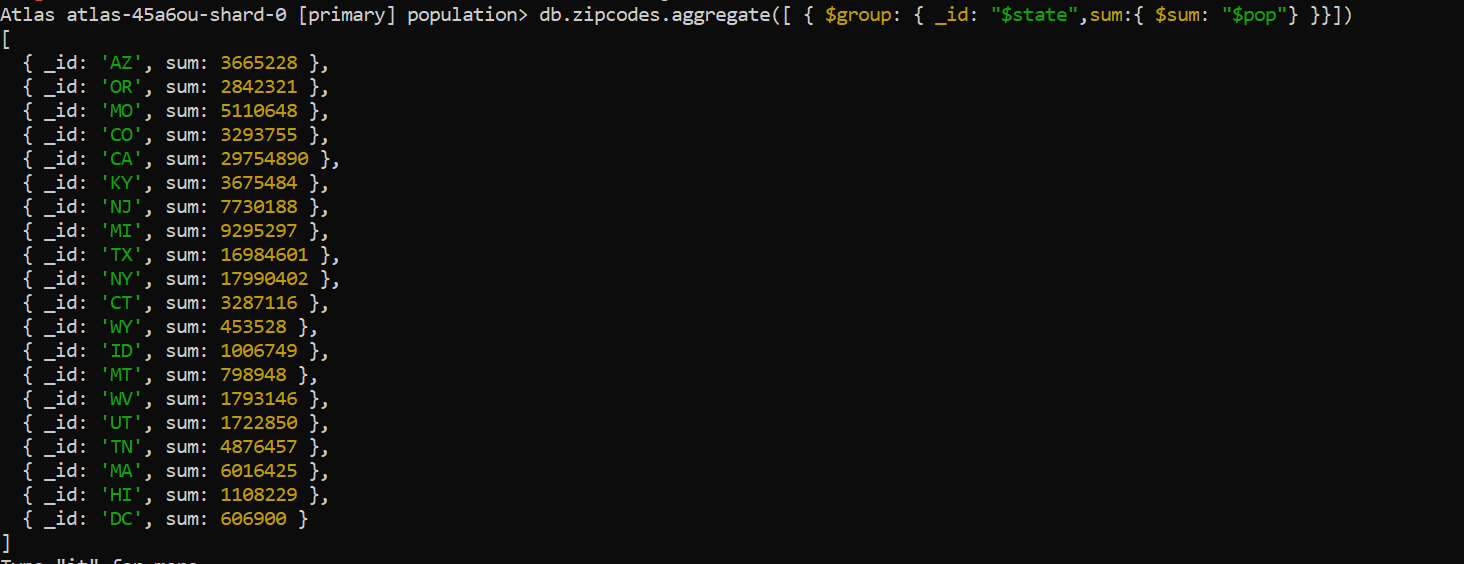 Atlas atlas-45a6ou-shard-0 [primary] population> db.zipcodes.aggregate([ { $group: { _id: "$state",sum:{ $sum: "$pop"} }}])
[
  { _id: 'AZ', sum: 3665228 },
  { _id: 'OR', sum: 2842321 },
  { _id: 'MO', sum: 5110648 },
  { _id: 'CO', sum: 3293755 },
  { _id: 'CA', sum: 29754890 },
  { _id: 'KY', sum: 3675484 },
  { _id: 'NJ', sum: 7730188 },
  { _id: 'MI', sum: 9295297 },
  { _id: 'TX', sum: 16984601 },
  { _id: 'NY', sum: 17990402 },
  { _id: 'CT', sum: 3287116 },
  { _id: 'WY', sum: 453528 },
  { _id: 'ID', sum: 1006749 },
  { _id: 'MT', sum: 798948 },
  { _id: 'WV', sum: 1793146 },
  { _id: 'UT', sum: 1722850 },
  { _id: 'TN', sum: 4876457 },
  { _id: 'MA', sum: 6016425 },
  { _id: 'HI', sum: 1108229 },
  { _id: 'DC', sum: 606900 }
]
Type "it" for more